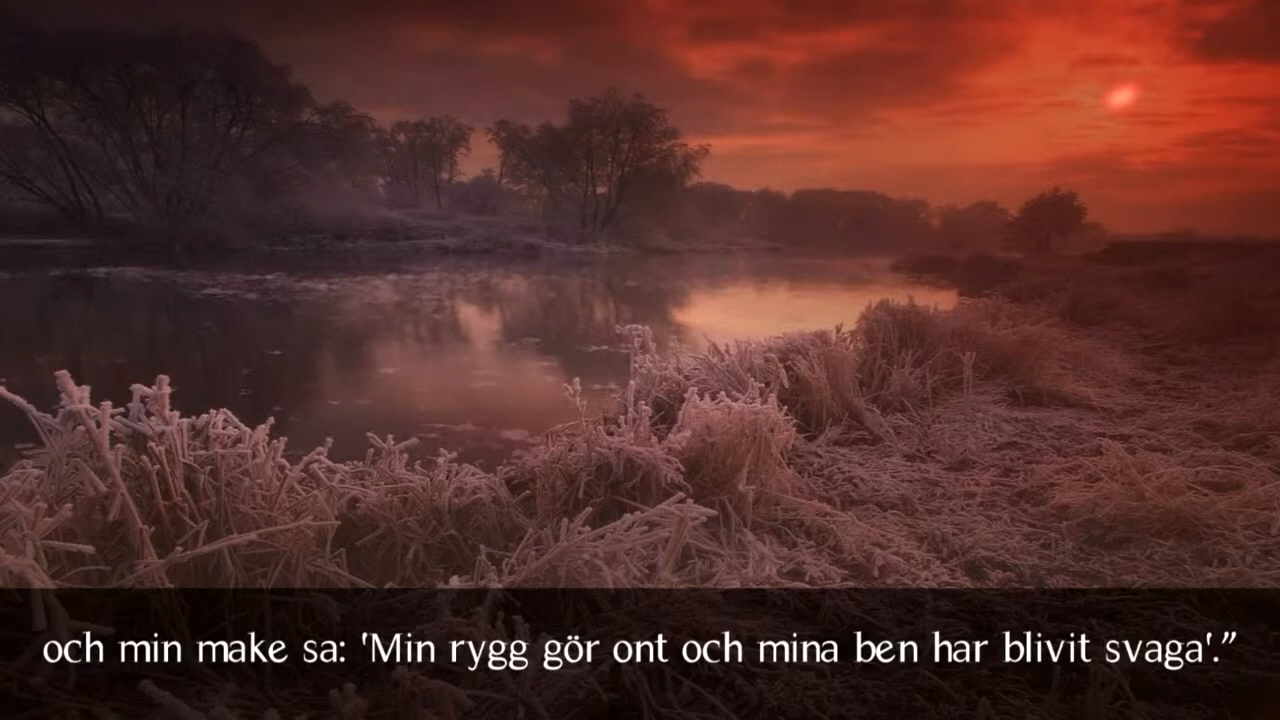 och min make sa: 'Min rygg gör ont och mina ben har blivit svaga'.”